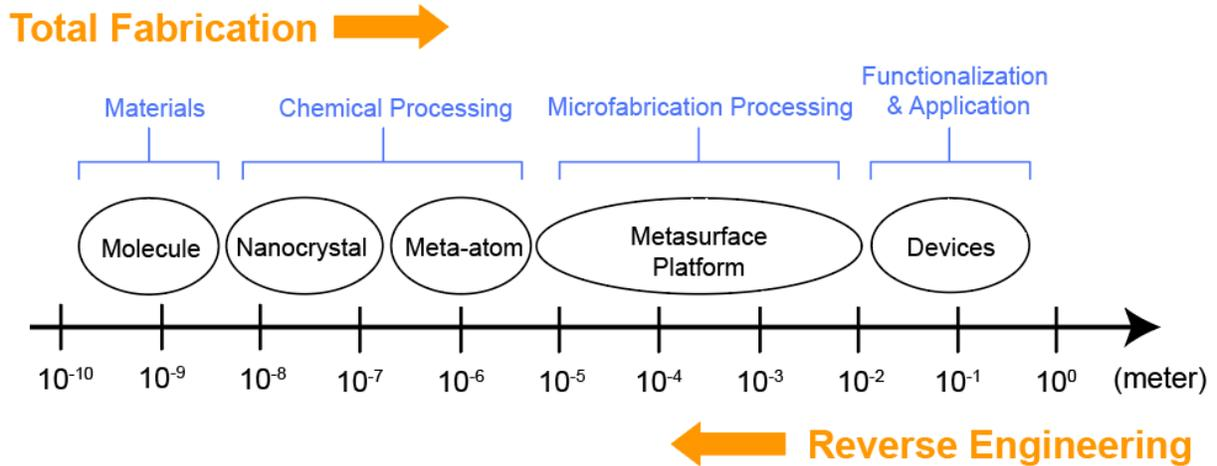 Total Fabrication
Materials
Chemical Processing
Microfabrication Processing
Functionalization
& Application
Molecule
Nanocrystal
Meta-atom
Metasurface
Platform
Devices
10⁻¹⁰ 10⁻⁹ 10⁻⁸ 10⁻⁷ 10⁻⁶ 10⁻⁵ 10⁻⁴ 10⁻³ 10⁻² 10⁻¹ 10⁰ (meter)
Reverse Engineering